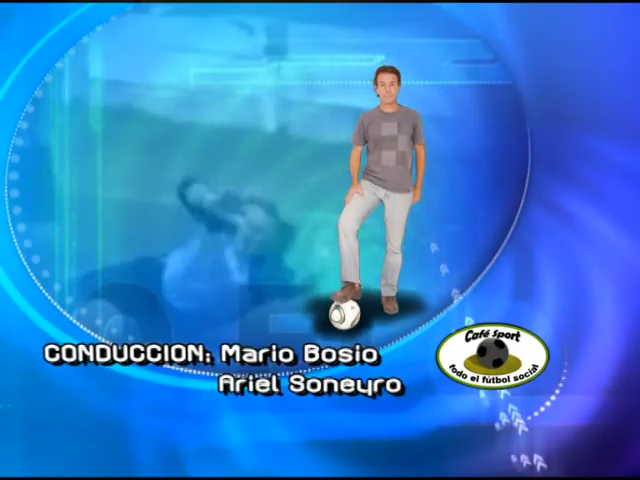 CONDUCCION: Mario Bosio
Ariel Soneyro
Café Sport
todo el fútbol social